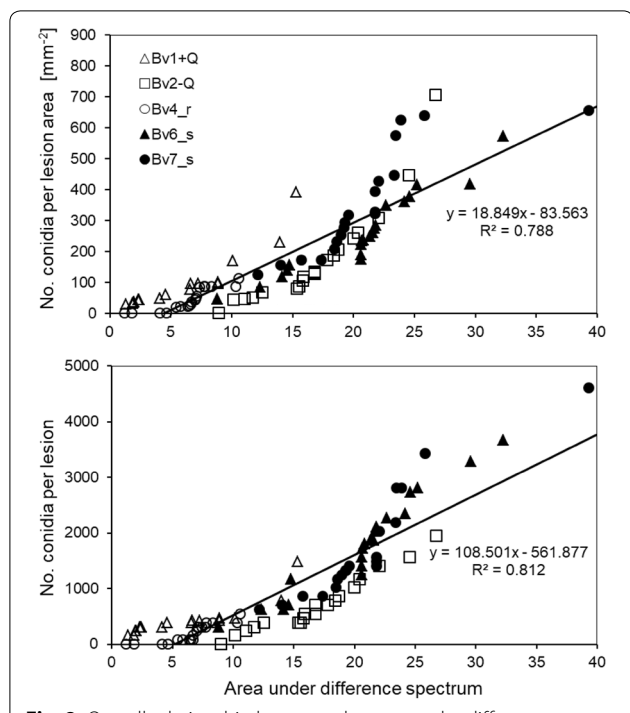 No. conidia per lesion area [mm⁻²]
900
800
700
600
500
400
300
200
100
0
Bv1+Q
Bv2-Q
Bv4_r
Bv6_s
Bv7_s
y = 18.849x - 83.563
R² = 0.788
0 5 10 15 20 25 30 35 40
No. conidia per lesion
5000
4000
3000
2000
1000
0
y = 108.501x - 561.877
R² = 0.812
0 5 10 15 20 25 30 35 40
Area under difference spectrum